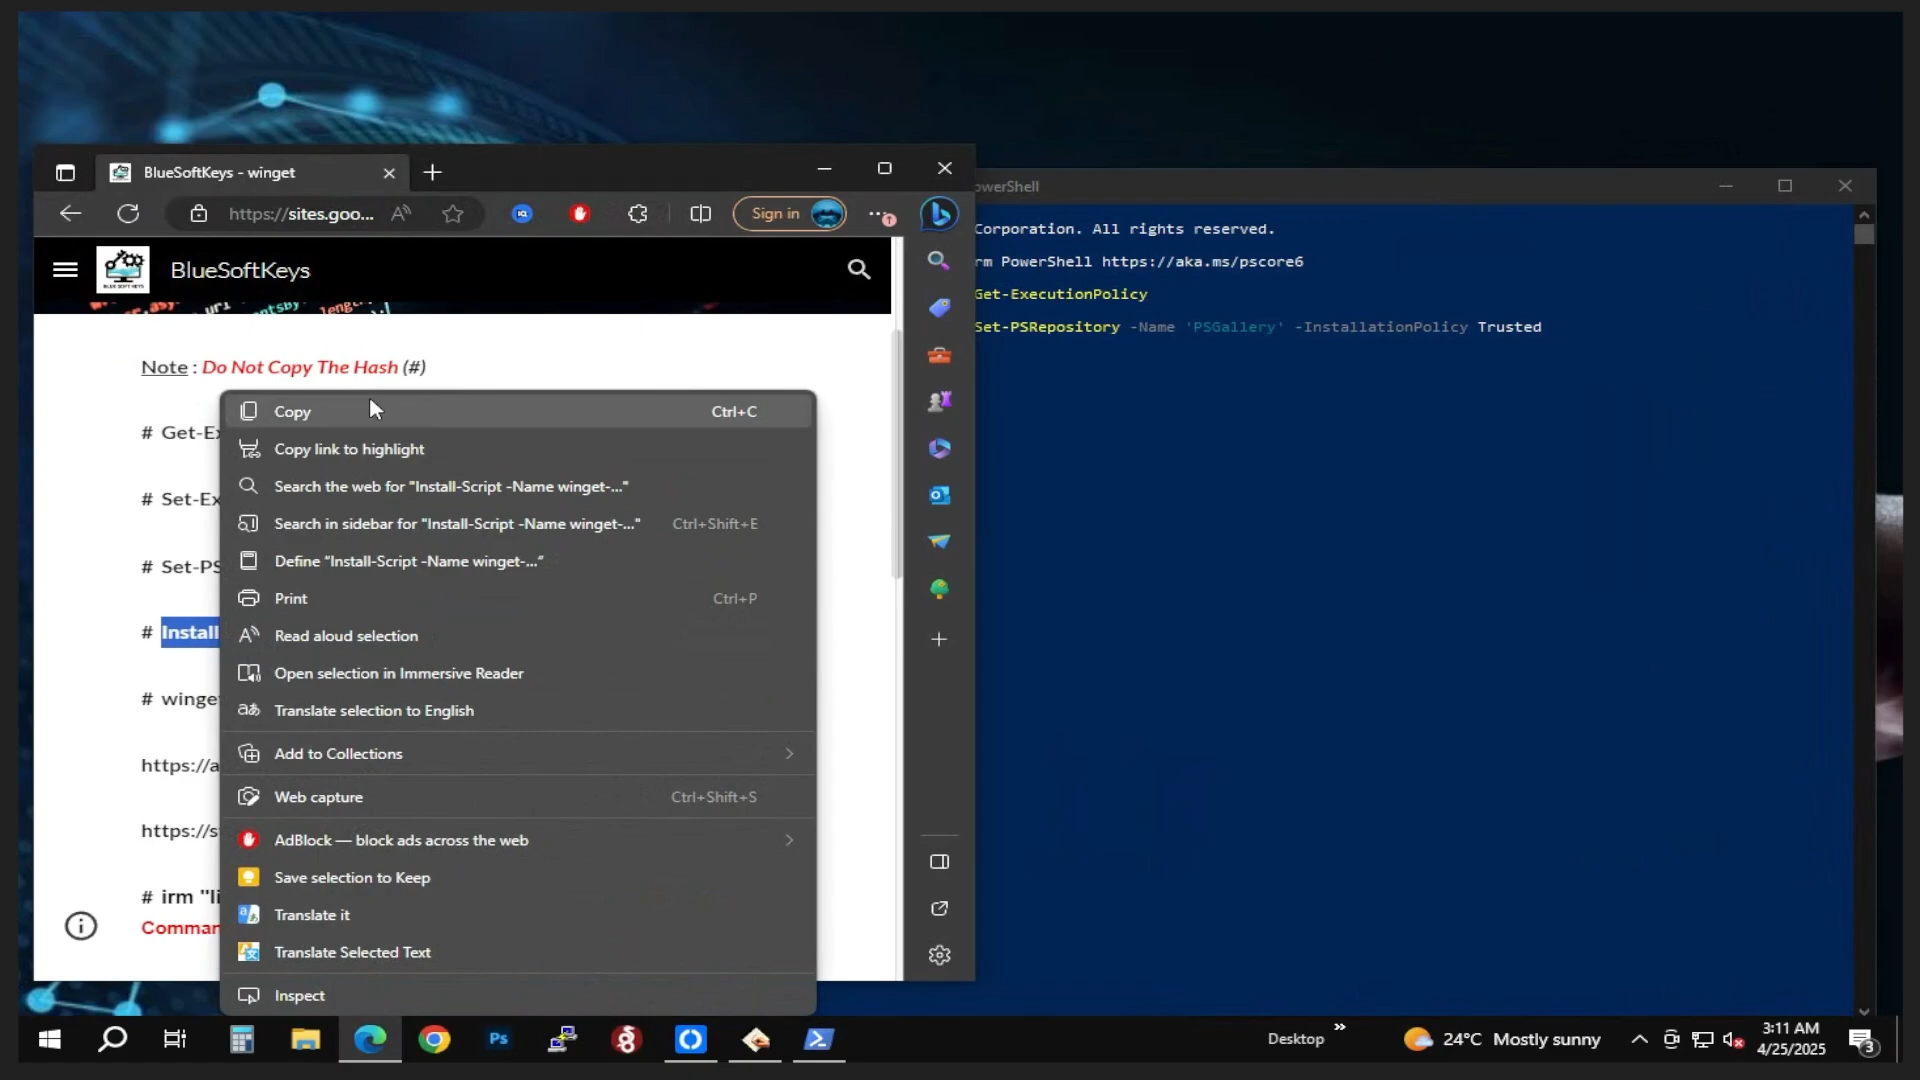 BlueSoftKeys - winget
https://sites.goo...
Sign in
BlueSoftKeys
Note : Do Not Copy The Hash (#)
# Get-Ex
# Set-Ex
# Set-PS
# Install
# winge
https://a
https://s
# irm "li
Comman
Copy Ctrl+C
Copy link to highlight
Search the web for "Install-Script -Name winget-..."
Search in sidebar for "Install-Script -Name winget-..." Ctrl+Shift+E
Define "Install-Script -Name winget-..."
Print Ctrl+P
Read aloud selection
Open selection in Immersive Reader
Translate selection to English
Add to Collections
Web capture Ctrl+Shift+S
AdBlock — block ads across the web
Save selection to Keep
Translate it
Translate Selected Text
Inspect
owerShell
Corporation. All rights reserved.
rm PowerShell https://aka.ms/pscore6
Get-ExecutionPolicy
Set-PSRepository -Name 'PSGallery' -InstallationPolicy Trusted
Ps
Desktop
24°C Mostly sunny
3:11 AM
4/25/2025
3